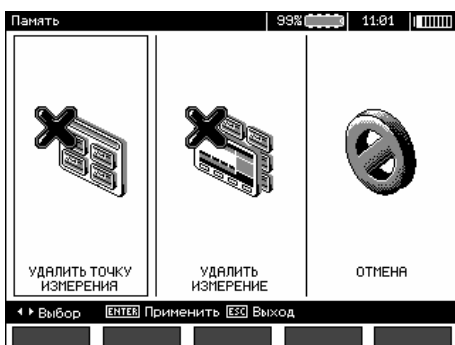 Память 99% 11:01
УДАЛИТЬ ТОЧКУ
ИЗМЕРЕНИЯ
УДАЛИТЬ
ИЗМЕРЕНИЕ
ОТМЕНА
Выбор ENTER Применить ESC Выход